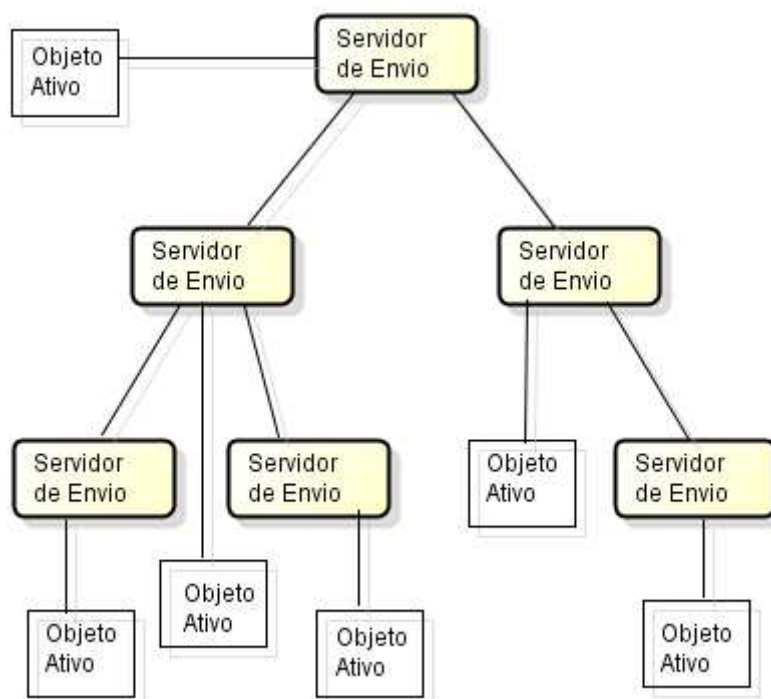 Objeto
Ativo
Servidor
de Envio
Servidor
de Envio
Servidor
de Envio
Servidor
de Envio
Servidor
de Envio
Objeto
Ativo
Servidor
de Envio
Objeto
Ativo
Objeto
Ativo
Objeto
Ativo
Objeto
Ativo